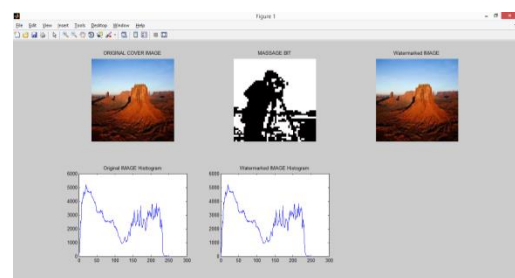 Figure 1
File Edit View Insert Tools Desktop Window Help
ORIGINAL COVER IMAGE MASSAGE BIT Watermarked IMAGE
Original IMAGE Histogram Watermarked IMAGE Histogram
6000 6000
5000 5000
4000 4000
3000 3000
2000 2000
1000 1000
0 0
0 50 100 150 200 250 300 0 50 100 150 200 250 300